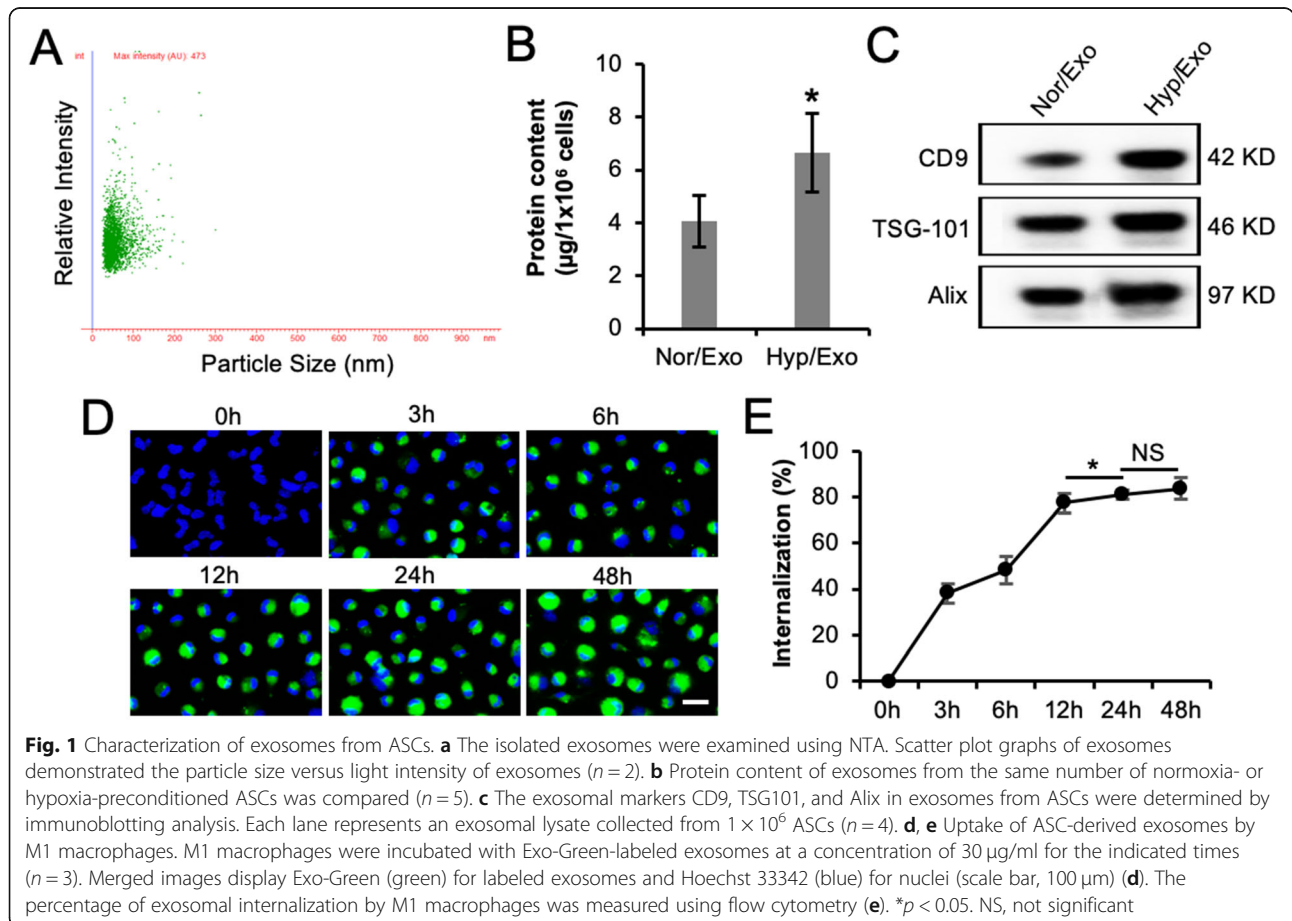 A
int Max intensity (AU): 473
Relative Intensity
0 100 200 300 400 500 600 700 800 900 nm
Particle Size (nm)
B
Protein content
(µg/1x10⁶ cells)
10
8
6
4
2
0
*
Nor/Exo Hyp/Exo
C
Nor/Exo Hyp/Exo
CD9 42 KD
TSG-101 46 KD
Alix 97 KD
D
0h 3h 6h
12h 24h 48h
E
Internalization (%)
100
80
60
40
20
0
* NS
0h 3h 6h 12h 24h 48h
Fig. 1 Characterization of exosomes from ASCs. a The isolated exosomes were examined using NTA. Scatter plot graphs of exosomes
demonstrated the particle size versus light intensity of exosomes (n = 2). b Protein content of exosomes from the same number of normoxia- or
hypoxia-preconditioned ASCs was compared (n = 5). c The exosomal markers CD9, TSG101, and Alix in exosomes from ASCs were determined by
immunoblotting analysis. Each lane represents an exosomal lysate collected from 1 × 10⁶ ASCs (n = 4). d, e Uptake of ASC-derived exosomes by
M1 macrophages. M1 macrophages were incubated with Exo-Green-labeled exosomes at a concentration of 30 µg/ml for the indicated times
(n = 3). Merged images display Exo-Green (green) for labeled exosomes and Hoechst 33342 (blue) for nuclei (scale bar, 100 µm) (d). The
percentage of exosomal internalization by M1 macrophages was measured using flow cytometry (e). *p < 0.05. NS, not significant